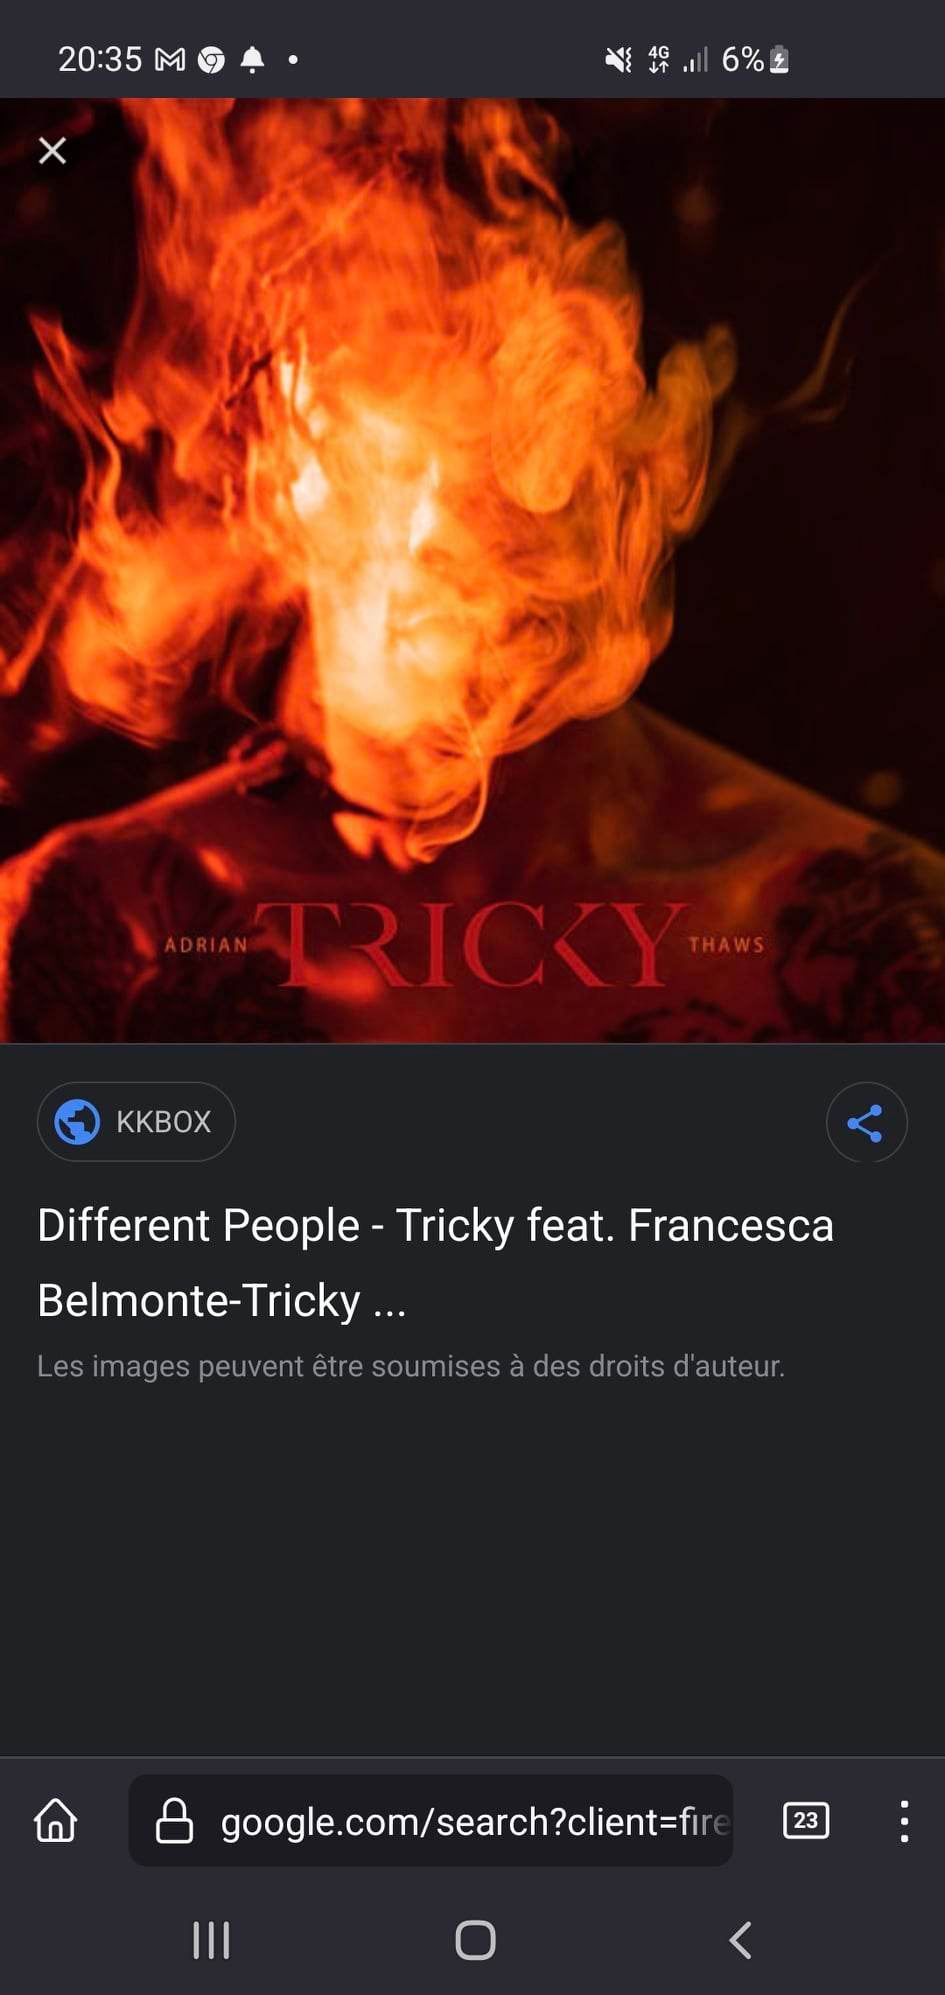 20:35 4G 6%
ADRIAN TRICKY THAWS
KKBOX
Different People - Tricky feat. Francesca
Belmonte-Tricky ...
Les images peuvent être soumises à des droits d'auteur.
google.com/search?client=fire
23